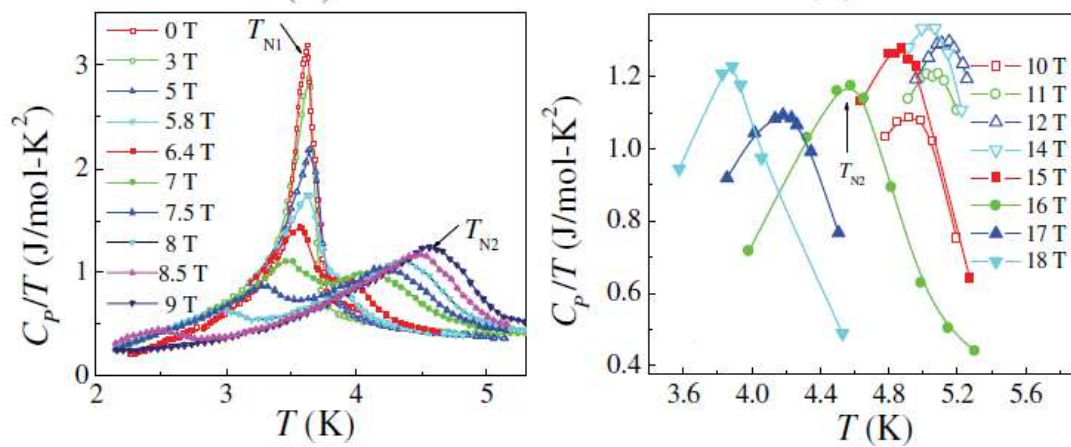 C_P/T (J/mol-K²)
3
2
1
0
0 T
3 T
5 T
5.8 T
6.4 T
7 T
7.5 T
8 T
8.5 T
9 T
T_N1
T_N2
2 3 4 5
T (K)
C_P/T (J/mol-K²)
1.2
1.0
0.8
0.6
0.4
T_N2
10 T
11 T
12 T
14 T
15 T
16 T
17 T
18 T
3.6 4.0 4.4 4.8 5.2 5.6
T (K)